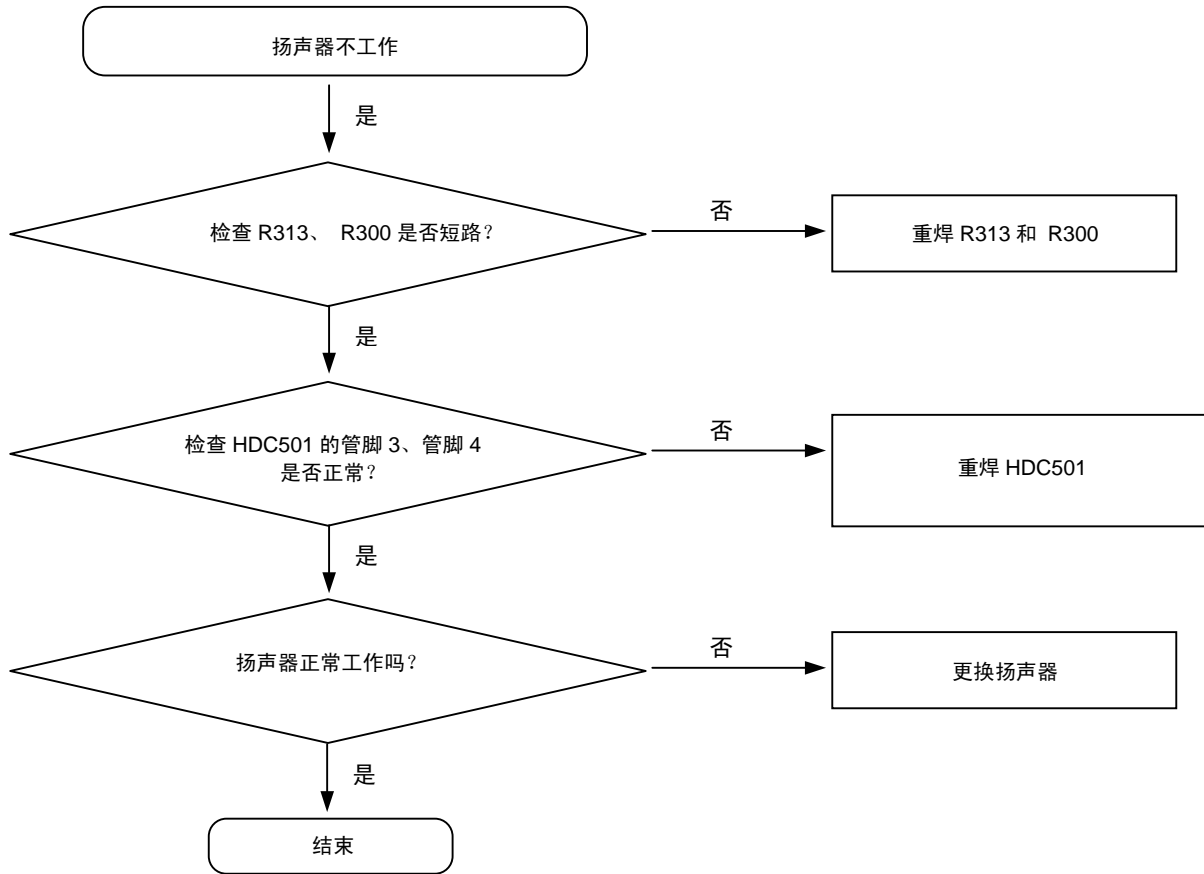 扬声器不工作
是
检查 R313、 R300 是否短路？
否
重焊 R313 和 R300
是
检查 HDC501 的管脚 3、管脚 4
是否正常？
否
重焊 HDC501
是
扬声器正常工作吗？
否
更换扬声器
是
结束